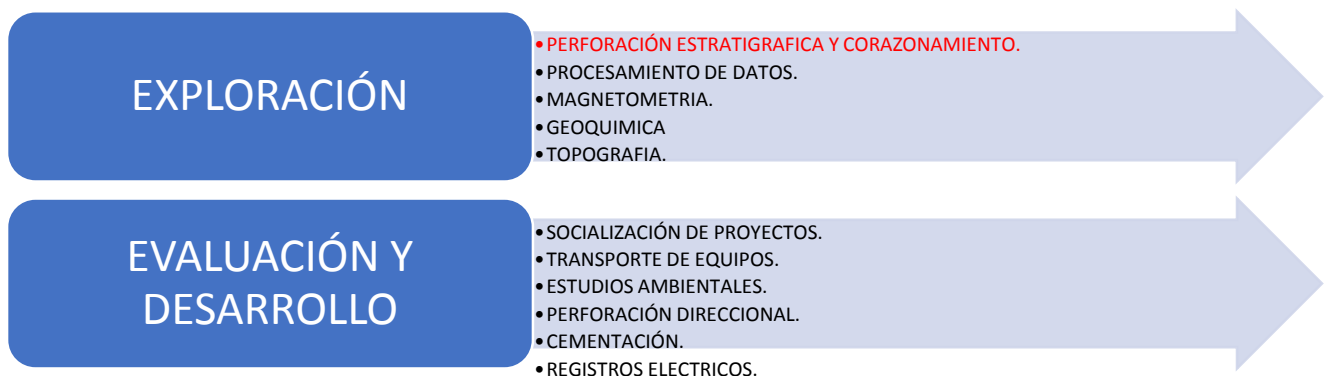 EXPLORACIÓN
•PERFORACIÓN ESTRATIGRAFICA Y CORAZONAMIENTO.
•PROCESAMIENTO DE DATOS.
•MAGNETOMETRIA.
•GEOQUIMICA
•TOPOGRAFIA.
EVALUACIÓN Y
DESARROLLO
•SOCIALIZACIÓN DE PROYECTOS.
•TRANSPORTE DE EQUIPOS.
•ESTUDIOS AMBIENTALES.
•PERFORACIÓN DIRECCIONAL.
•CEMENTACIÓN.
•REGISTROS ELECTRICOS.